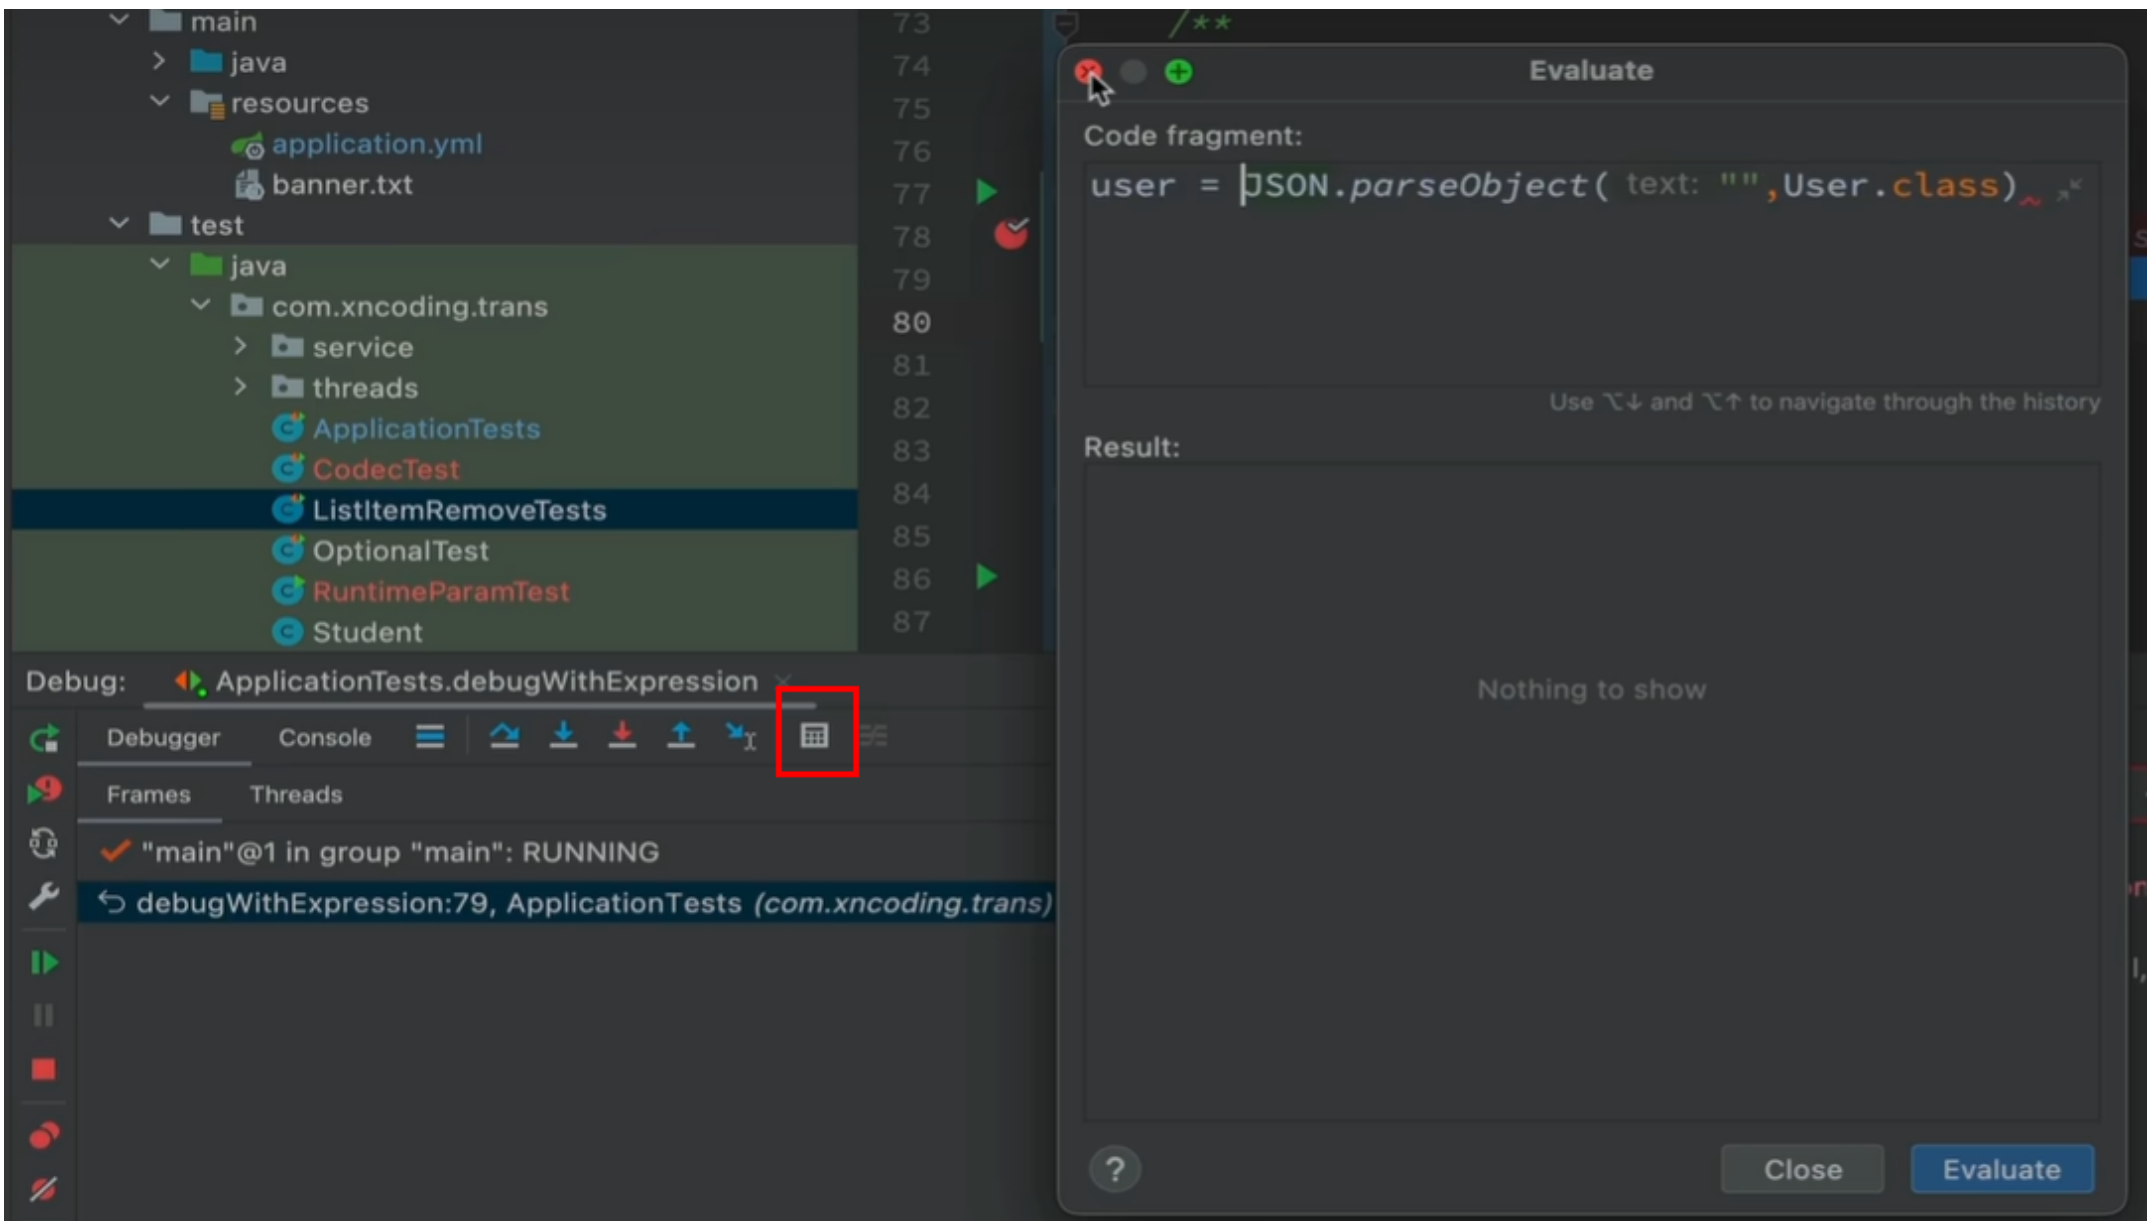 main
java
resources
application.yml
banner.txt
test
java
com.xncoding.trans
service
threads
ApplicationTests
CodecTest
ListItemRemoveTests
OptionalTest
RuntimeParamTest
Student
73
74
75
76
77
78
79
80
81
82
83
84
85
86
87
/**
Evaluate
Code fragment:
user = JSON.parseObject( text: "",User.class)
Use ⌥↓ and ⌥↑ to navigate through the history
Result:
Nothing to show
? Close Evaluate
Debug: ApplicationTests.debugWithExpression
Debugger Console
Frames Threads
"main"@1 in group "main": RUNNING
debugWithExpression:79, ApplicationTests (com.xncoding.trans)